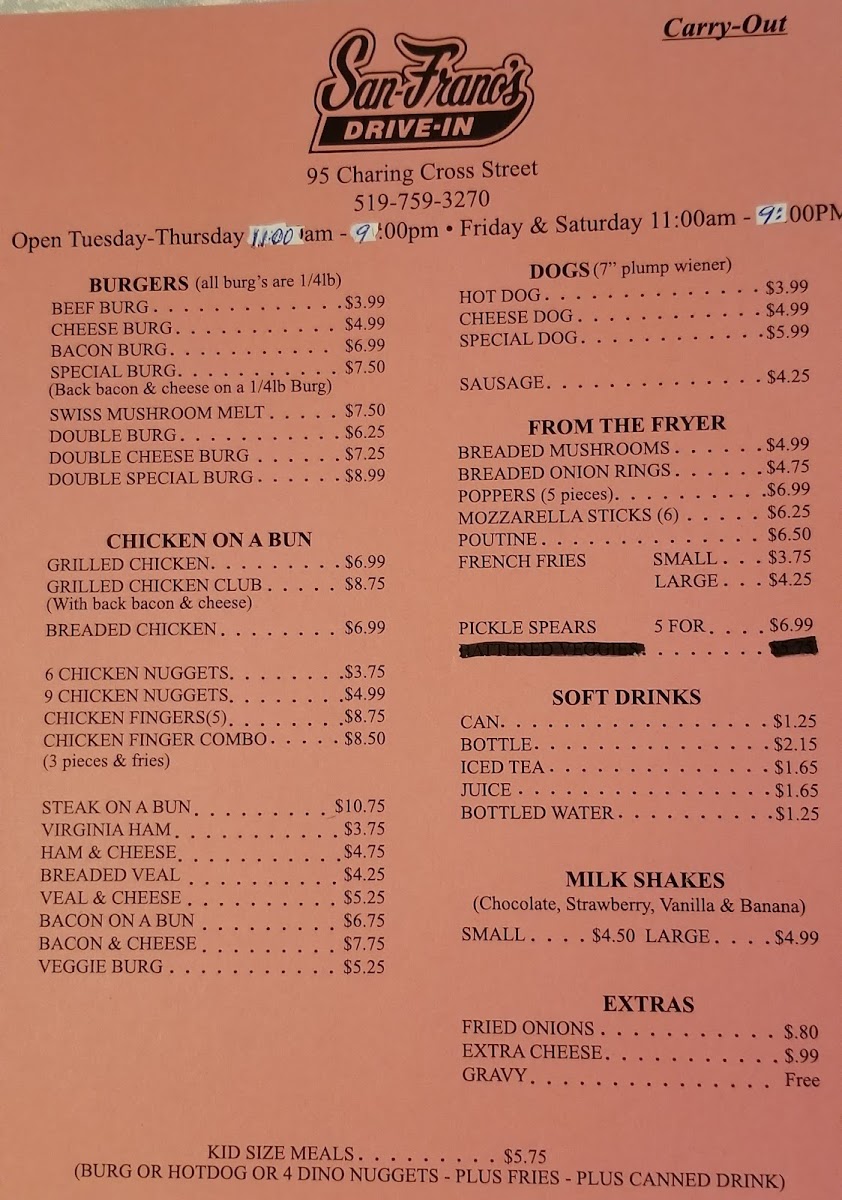 Carry-Out
San-Franc's
DRIVE-IN
95 Charing Cross Street
519-759-3270
Open Tuesday-Thursday 11:00 am - 9:00pm • Friday & Saturday 11:00am - 9:00PM
BURGERS (all burg's are 1/4lb)
BEEF BURG. . . . . . . . . . . . . $3.99
CHEESE BURG. . . . . . . . . . . $4.99
BACON BURG. . . . . . . . . . . $6.99
SPECIAL BURG. . . . . . . . . . . $7.50
(Back bacon & cheese on a 1/4lb Burg)
SWISS MUSHROOM MELT . . . . . $7.50
DOUBLE BURG. . . . . . . . . . . $6.25
DOUBLE CHEESE BURG . . . . . . $7.25
DOUBLE SPECIAL BURG. . . . . . $8.99
CHICKEN ON A BUN
GRILLED CHICKEN. . . . . . . . . $6.99
GRILLED CHICKEN CLUB . . . . . $8.75
(With back bacon & cheese)
BREADED CHICKEN. . . . . . . . $6.99
6 CHICKEN NUGGETS. . . . . . . . $3.75
9 CHICKEN NUGGETS. . . . . . . . $4.99
CHICKEN FINGERS(5). . . . . . . . $8.75
CHICKEN FINGER COMBO. . . . . $8.50
(3 pieces & fries)
STEAK ON A BUN. . . . . . . . . . $10.75
VIRGINIA HAM . . . . . . . . . . . $3.75
HAM & CHEESE. . . . . . . . . . . $4.75
BREADED VEAL . . . . . . . . . . $4.25
VEAL & CHEESE . . . . . . . . . . $5.25
BACON ON A BUN . . . . . . . . . $6.75
BACON & CHEESE . . . . . . . . . $7.75
VEGGIE BURG . . . . . . . . . . . $5.25
DOGS (7" plump wiener)
HOT DOG. . . . . . . . . . . . . . $3.99
CHEESE DOG. . . . . . . . . . . . $4.99
SPECIAL DOG. . . . . . . . . . . . $5.99
SAUSAGE. . . . . . . . . . . . . . $4.25
FROM THE FRYER
BREADED MUSHROOMS . . . . . . $4.99
BREADED ONION RINGS . . . . . . $4.75
POPPERS (5 pieces). . . . . . . . . . $6.99
MOZZARELLA STICKS (6) . . . . . $6.25
POUTINE. . . . . . . . . . . . . . $6.50
FRENCH FRIES SMALL . . . $3.75
LARGE . . . $4.25
PICKLE SPEARS 5 FOR. . . . $6.99
SOFT DRINKS
CAN. . . . . . . . . . . . . . . . $1.25
BOTTLE. . . . . . . . . . . . . . $2.15
ICED TEA. . . . . . . . . . . . . . $1.65
JUICE . . . . . . . . . . . . . . . $1.65
BOTTLED WATER. . . . . . . . . . $1.25
MILK SHAKES
(Chocolate, Strawberry, Vanilla & Banana)
SMALL . . . . $4.50 LARGE. . . . $4.99
EXTRAS
FRIED ONIONS . . . . . . . . . . . $.80
EXTRA CHEESE. . . . . . . . . . . $.99
GRAVY. . . . . . . . . . . . . . . Free
KID SIZE MEALS. . . . . . . . . $5.75
(BURG OR HOTDOG OR 4 DINO NUGGETS - PLUS FRIES - PLUS CANNED DRINK)